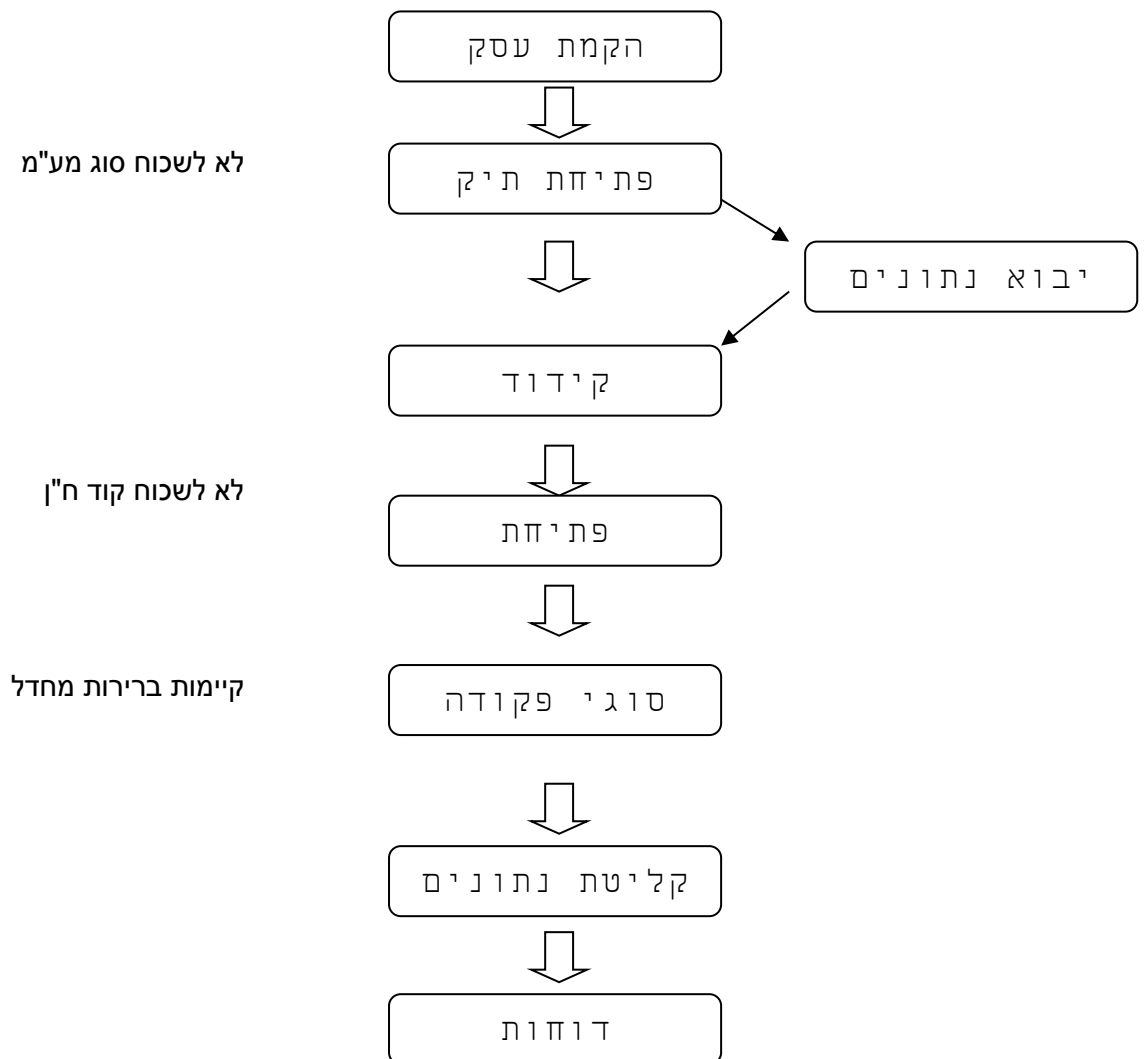 הקמת עסק
לא לשכוח סוג מע"מ
פתיחת תיק
יבוא נתונים
קידוד
לא לשכוח קוד ח"ן
פתיחת
קיימות ברירות מחדל
סוגי פקודה
קליטת נתונים
דוחות